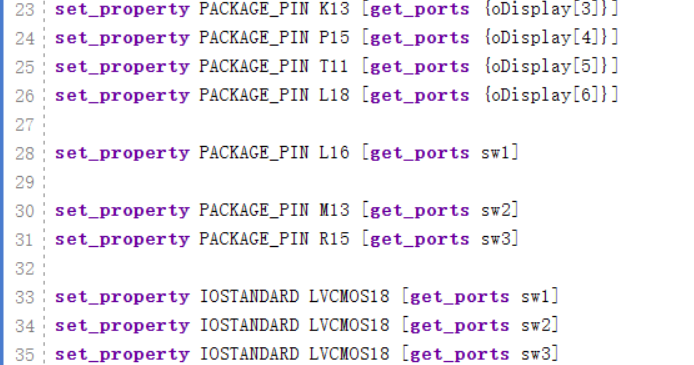 23 set_property PACKAGE_PIN K13 [get_ports {oDisplay[3]}]
24 set_property PACKAGE_PIN P15 [get_ports {oDisplay[4]}]
25 set_property PACKAGE_PIN T11 [get_ports {oDisplay[5]}]
26 set_property PACKAGE_PIN L18 [get_ports {oDisplay[6]}]
27
28 set_property PACKAGE_PIN L16 [get_ports sw1]
29
30 set_property PACKAGE_PIN M13 [get_ports sw2]
31 set_property PACKAGE_PIN R15 [get_ports sw3]
32
33 set_property IOSTANDARD LVCMOS18 [get_ports sw1]
34 set_property IOSTANDARD LVCMOS18 [get_ports sw2]
35 set_property IOSTANDARD LVCMOS18 [get_ports sw3]